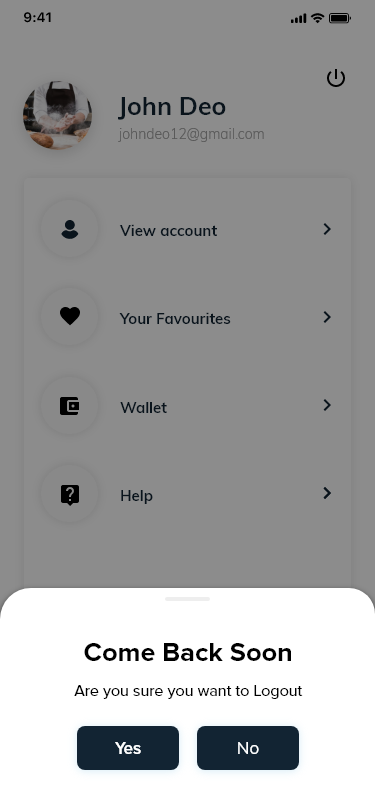 9:41
John Deo
johndeo12@gmail.com
View account
Your Favourites
Wallet
Help
Come Back Soon
Are you sure you want to Logout
Yes
No